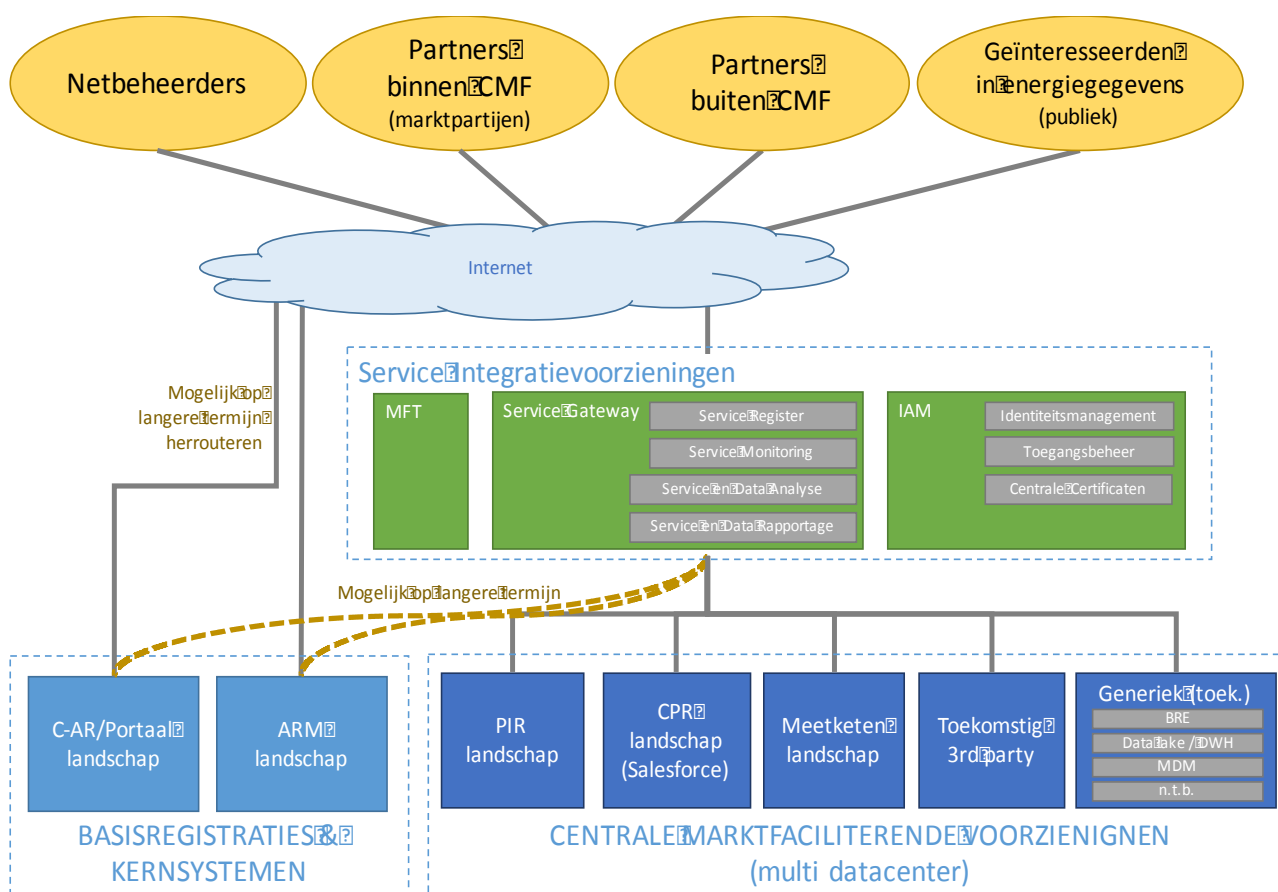 Netbeheerders
Partners
binnen CMF
(marktpartijen)
Partners
buiten CMF
Geïnteresseerden
in energiegegevens
(publiek)
Internet
Mogelijk op
langere termijn
herrouteren
Service Integratievoorzieningen
MFT
Service Gateway
Service Register
Service Monitoring
Service en Data Analyse
Service en Data Rapportage
IAM
Identiteitsmanagement
Toegangsbeheer
Centrale Certificaten
Mogelijk op langere termijn
C-AR/Portaal
landschap
ARM
landschap
BASISREGISTRATIES &
KERNSYSTEMEN
PIR
landschap
CPR
landschap
(Salesforce)
Meetketen
landschap
Toekomstig
3rd party
Generiek (toek.)
BRE
Data Lake / DWH
MDM
n.t.b.
CENTRALE MARKTFACILITERENDE VOORZIENIGNEN
(multi datacenter)